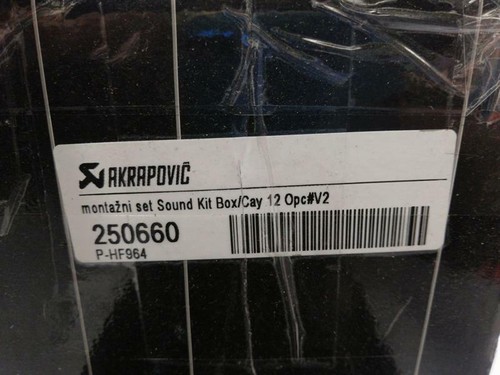 AKRAPOVIČ
montažni set Sound Kit Box/Cay 12 Opc#V2
250660
P-HF964